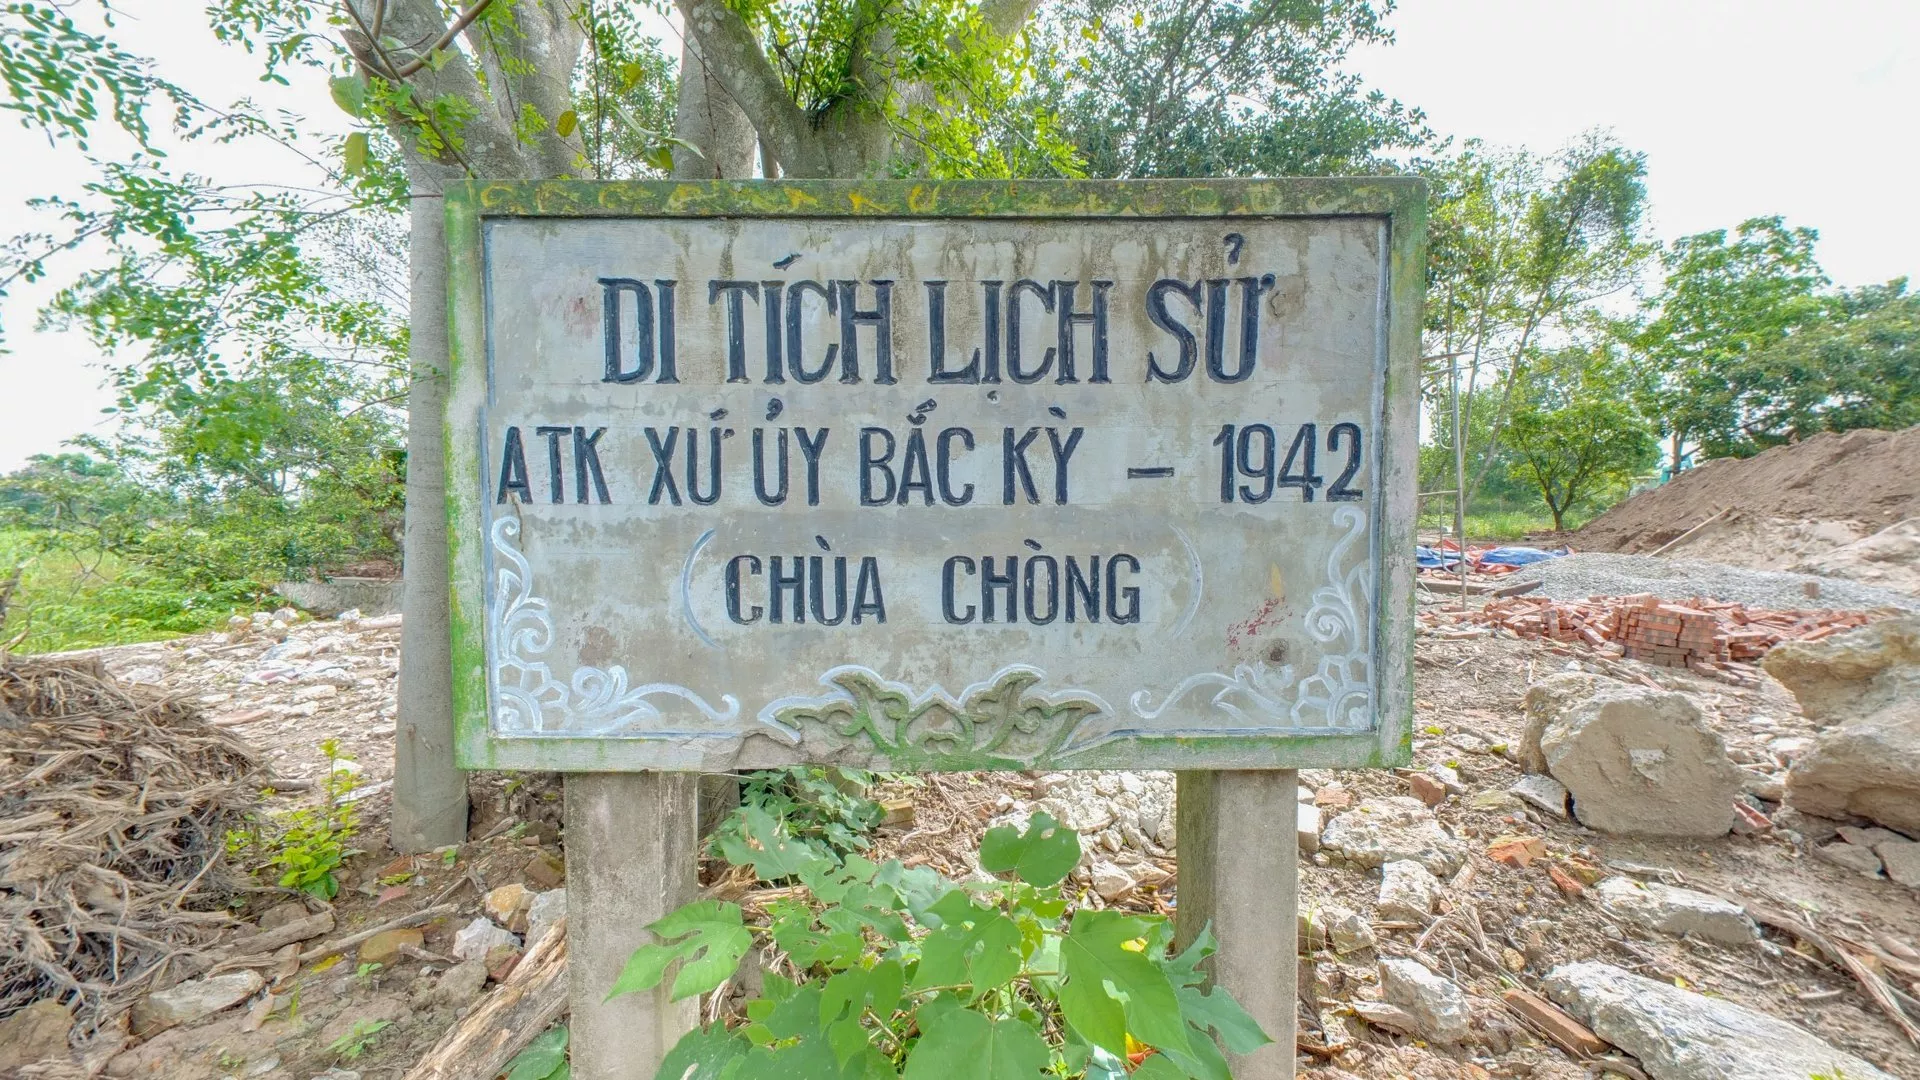 DI TÍCH LỊCH SỬ
ATK XỨ ỦY BẮC KỲ – 1942
(CHÙA CHÒNG)